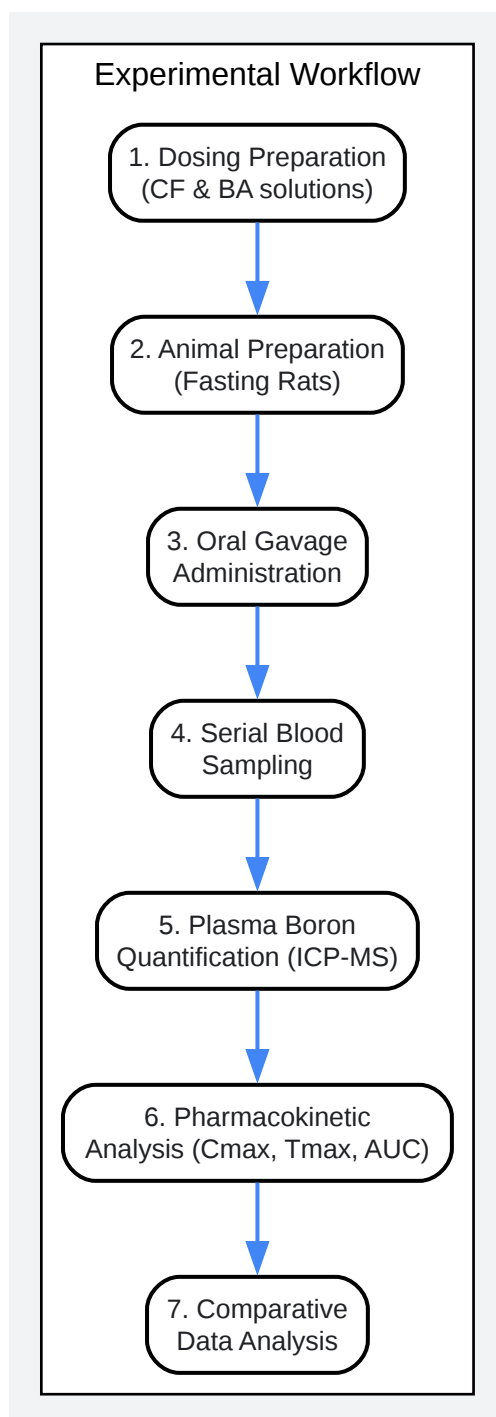 Experimental Workflow
1. Dosing Preparation
(CF & BA solutions)
2. Animal Preparation
(Fasting Rats)
3. Oral Gavage
Administration
4. Serial Blood
Sampling
5. Plasma Boron
Quantification (ICP-MS)
6. Pharmacokinetic
Analysis (Cmax, Tmax, AUC)
7. Comparative
Data Analysis